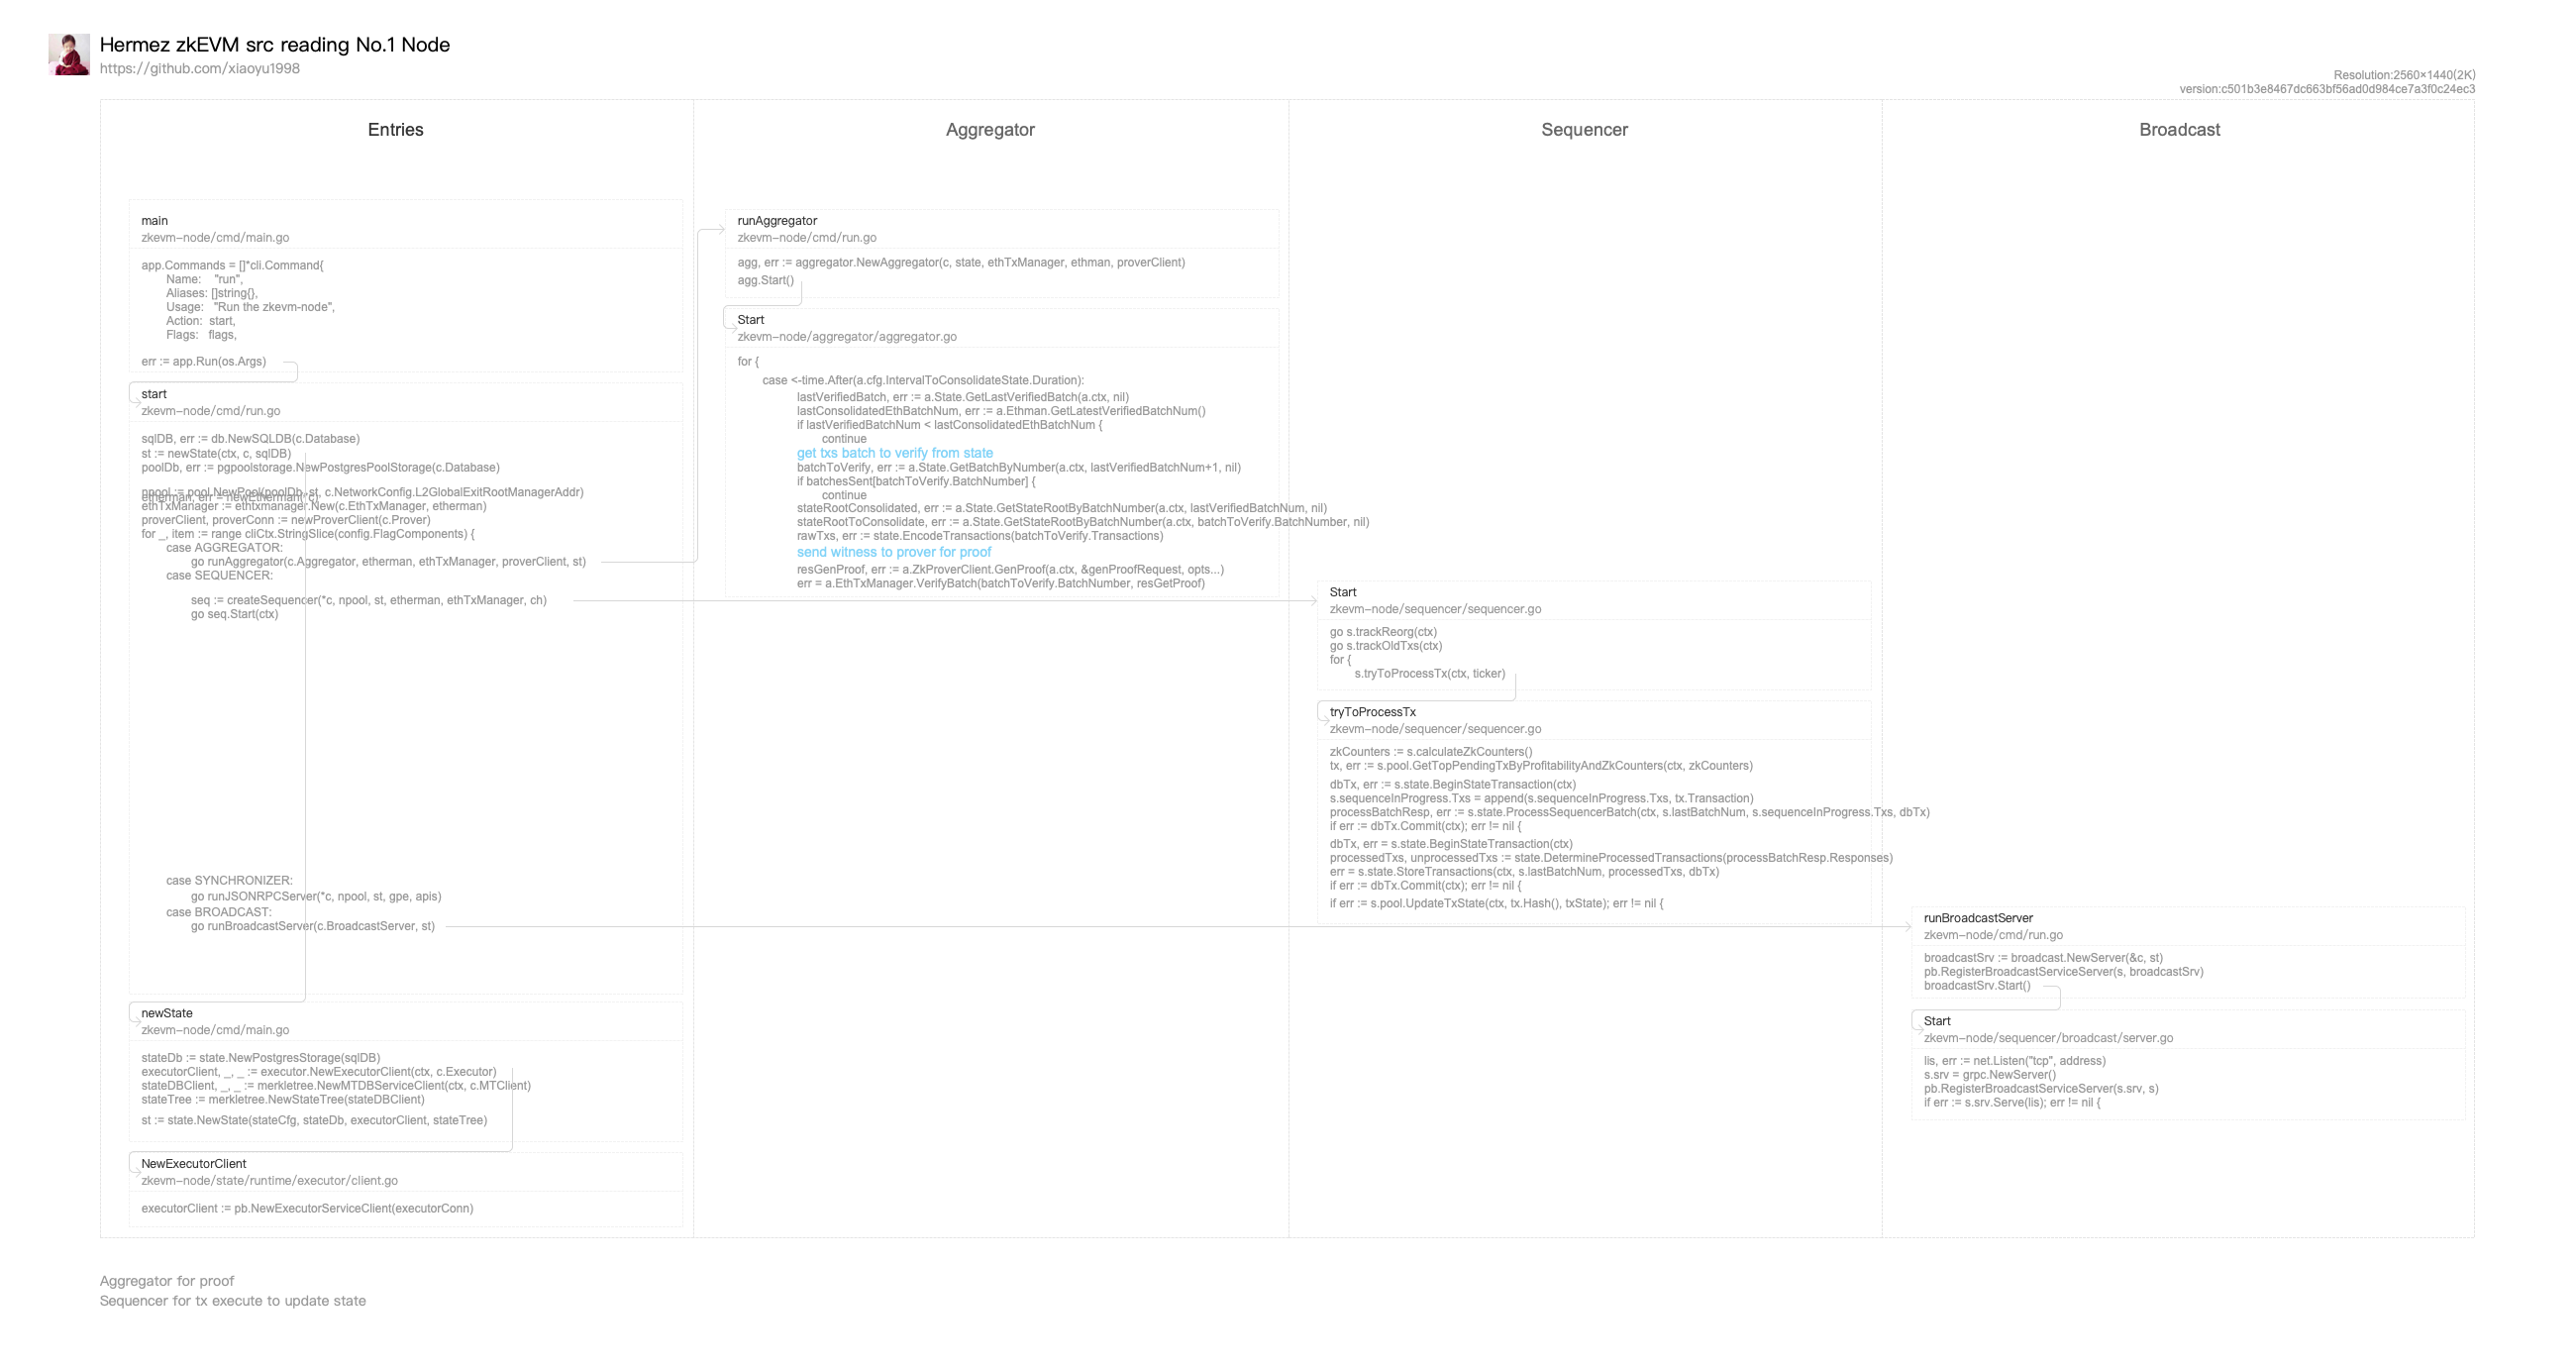 Hermez zkEVM src reading No.1 Node
https://github.com/xiaoyu1998
Resolution:2560×1440(2K)
version:c501b3e8467dc663bf56ad0d984ce7a3f0c24ec3
Entries
main
zkevm-node/cmd/main.go
app.Commands = []*cli.Command{
Name: "run",
Aliases: []string{},
Usage: "Run the zkevm-node",
Action: start,
Flags: flags,
err := app.Run(os.Args)
start
zkevm-node/cmd/run.go
sqlDB, err := db.NewSQLDB(c.Database)
st := newState(ctx, c, sqlDB)
poolDb, err := pgpoolstorage.NewPostgresPoolStorage(c.Database)
npool := pool.NewPool(poolDb, st, c.NetworkConfig.L2GlobalExitRootManagerAddr)
etherman, err = newEtherman(*c)
ethTxManager := ethtxmanager.New(c.EthTxManager, etherman)
proverClient, proverConn := newProverClient(c.Prover)
for _, item := range cliCtx.StringSlice(config.FlagComponents) {
case AGGREGATOR:
go runAggregator(c.Aggregator, etherman, ethTxManager, proverClient, st)
case SEQUENCER:
seq := createSequencer(*c, npool, st, etherman, ethTxManager, ch)
go seq.Start(ctx)
case SYNCHRONIZER:
go runJSONRPCServer(*c, npool, st, gpe, apis)
case BROADCAST:
go runBroadcastServer(c.BroadcastServer, st)
newState
zkevm-node/cmd/main.go
stateDb := state.NewPostgresStorage(sqlDB)
executorClient, _, _ := executor.NewExecutorClient(ctx, c.Executor)
stateDBClient, _, _ := merkletree.NewMTDBServiceClient(ctx, c.MTClient)
stateTree := merkletree.NewStateTree(stateDBClient)
st := state.NewState(stateCfg, stateDb, executorClient, stateTree)
NewExecutorClient
zkevm-node/state/runtime/executor/client.go
executorClient := pb.NewExecutorServiceClient(executorConn)
Aggregator
runAggregator
zkevm-node/cmd/run.go
agg, err := aggregator.NewAggregator(c, state, ethTxManager, ethman, proverClient)
agg.Start()
Start
zkevm-node/aggregator/aggregator.go
for {
case <-time.After(a.cfg.IntervalToConsolidateState.Duration):
lastVerifiedBatch, err := a.State.GetLastVerifiedBatch(a.ctx, nil)
lastConsolidatedEthBatchNum, err := a.Ethman.GetLatestVerifiedBatchNum()
if lastVerifiedBatchNum < lastConsolidatedEthBatchNum {
continue
get txs batch to verify from state
batchToVerify, err := a.State.GetBatchByNumber(a.ctx, lastVerifiedBatchNum+1, nil)
if batchesSent[batchToVerify.BatchNumber] {
continue
stateRootConsolidated, err := a.State.GetStateRootByBatchNumber(a.ctx, lastVerifiedBatchNum, nil)
stateRootToConsolidate, err := a.State.GetStateRootByBatchNumber(a.ctx, batchToVerify.BatchNumber, nil)
rawTxs, err := state.EncodeTransactions(batchToVerify.Transactions)
send witness to prover for proof
resGenProof, err := a.ZkProverClient.GenProof(a.ctx, &genProofRequest, opts...)
err = a.EthTxManager.VerifyBatch(batchToVerify.BatchNumber, resGetProof)
Sequencer
Start
zkevm-node/sequencer/sequencer.go
go s.trackReorg(ctx)
go s.trackOldTxs(ctx)
for {
s.tryToProcessTx(ctx, ticker)
tryToProcessTx
zkevm-node/sequencer/sequencer.go
zkCounters := s.calculateZkCounters()
tx, err := s.pool.GetTopPendingTxByProfitabilityAndZkCounters(ctx, zkCounters)
dbTx, err := s.state.BeginStateTransaction(ctx)
s.sequenceInProgress.Txs = append(s.sequenceInProgress.Txs, tx.Transaction)
processBatchResp, err := s.state.ProcessSequencerBatch(ctx, s.lastBatchNum, s.sequenceInProgress.Txs, dbTx)
if err := dbTx.Commit(ctx); err != nil {
dbTx, err = s.state.BeginStateTransaction(ctx)
processedTxs, unprocessedTxs := state.DetermineProcessedTransactions(processBatchResp.Responses)
err = s.state.StoreTransactions(ctx, s.lastBatchNum, processedTxs, dbTx)
if err := dbTx.Commit(ctx); err != nil {
if err := s.pool.UpdateTxState(ctx, tx.Hash(), txState); err != nil {
Broadcast
runBroadcastServer
zkevm-node/cmd/run.go
broadcastSrv := broadcast.NewServer(&c, st)
pb.RegisterBroadcastServiceServer(s, broadcastSrv)
broadcastSrv.Start()
Start
zkevm-node/sequencer/broadcast/server.go
lis, err := net.Listen("tcp", address)
s.srv = grpc.NewServer()
pb.RegisterBroadcastServiceServer(s.srv, s)
if err := s.srv.Serve(lis); err != nil {
Aggregator for proof
Sequencer for tx execute to update state